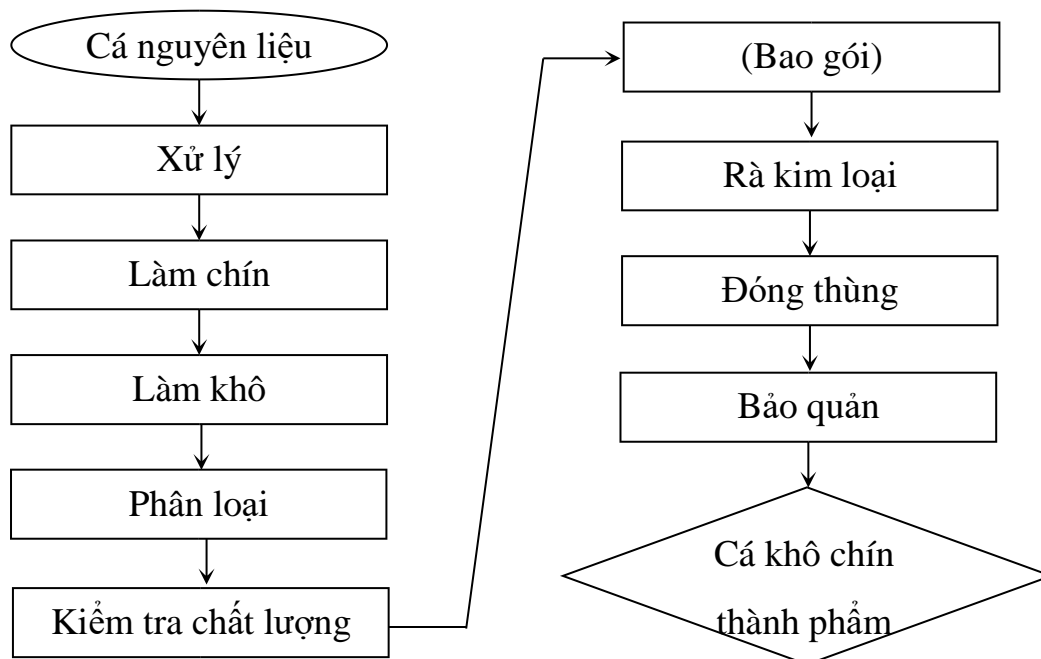 Cá nguyên liệu
Xử lý
Làm chín
Làm khô
Phân loại
Kiểm tra chất lượng
(Bao gói)
Rà kim loại
Đóng thùng
Bảo quản
Cá khô chín
thành phẩm